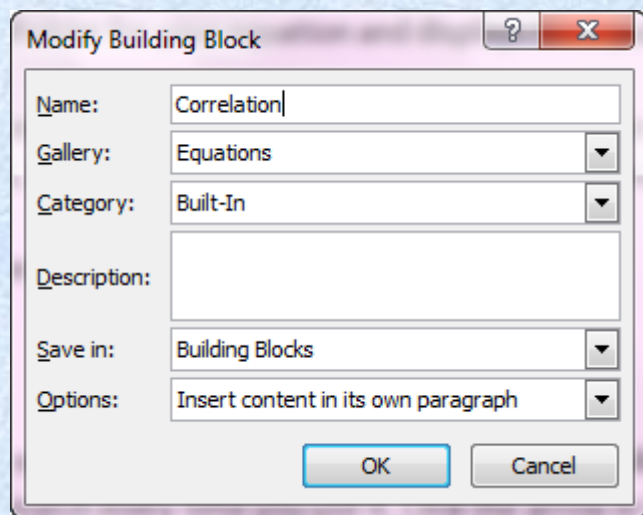 Modify Building Block
Name: Correlation
Gallery: Equations
Category: Built-In
Description:
Save in: Building Blocks
Options: Insert content in its own paragraph
OK Cancel